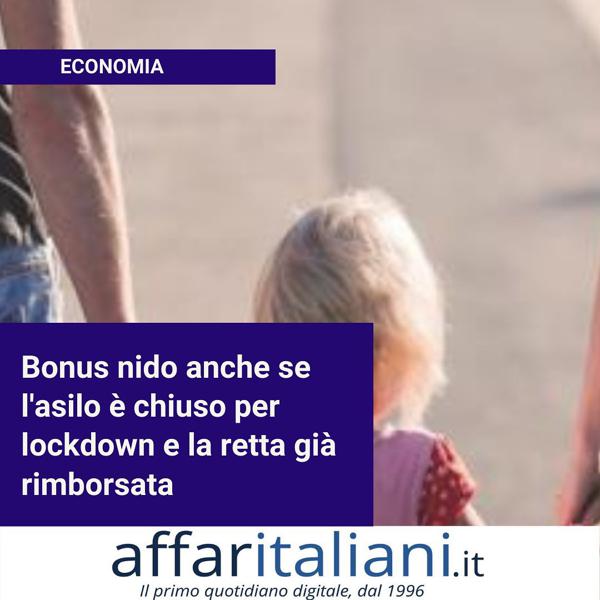 ECONOMIA
Bonus nido anche se
l'asilo è chiuso per
lockdown e la retta già
rimborsata
affaritaliani.it
Il primo quotidiano digitale, dal 1996